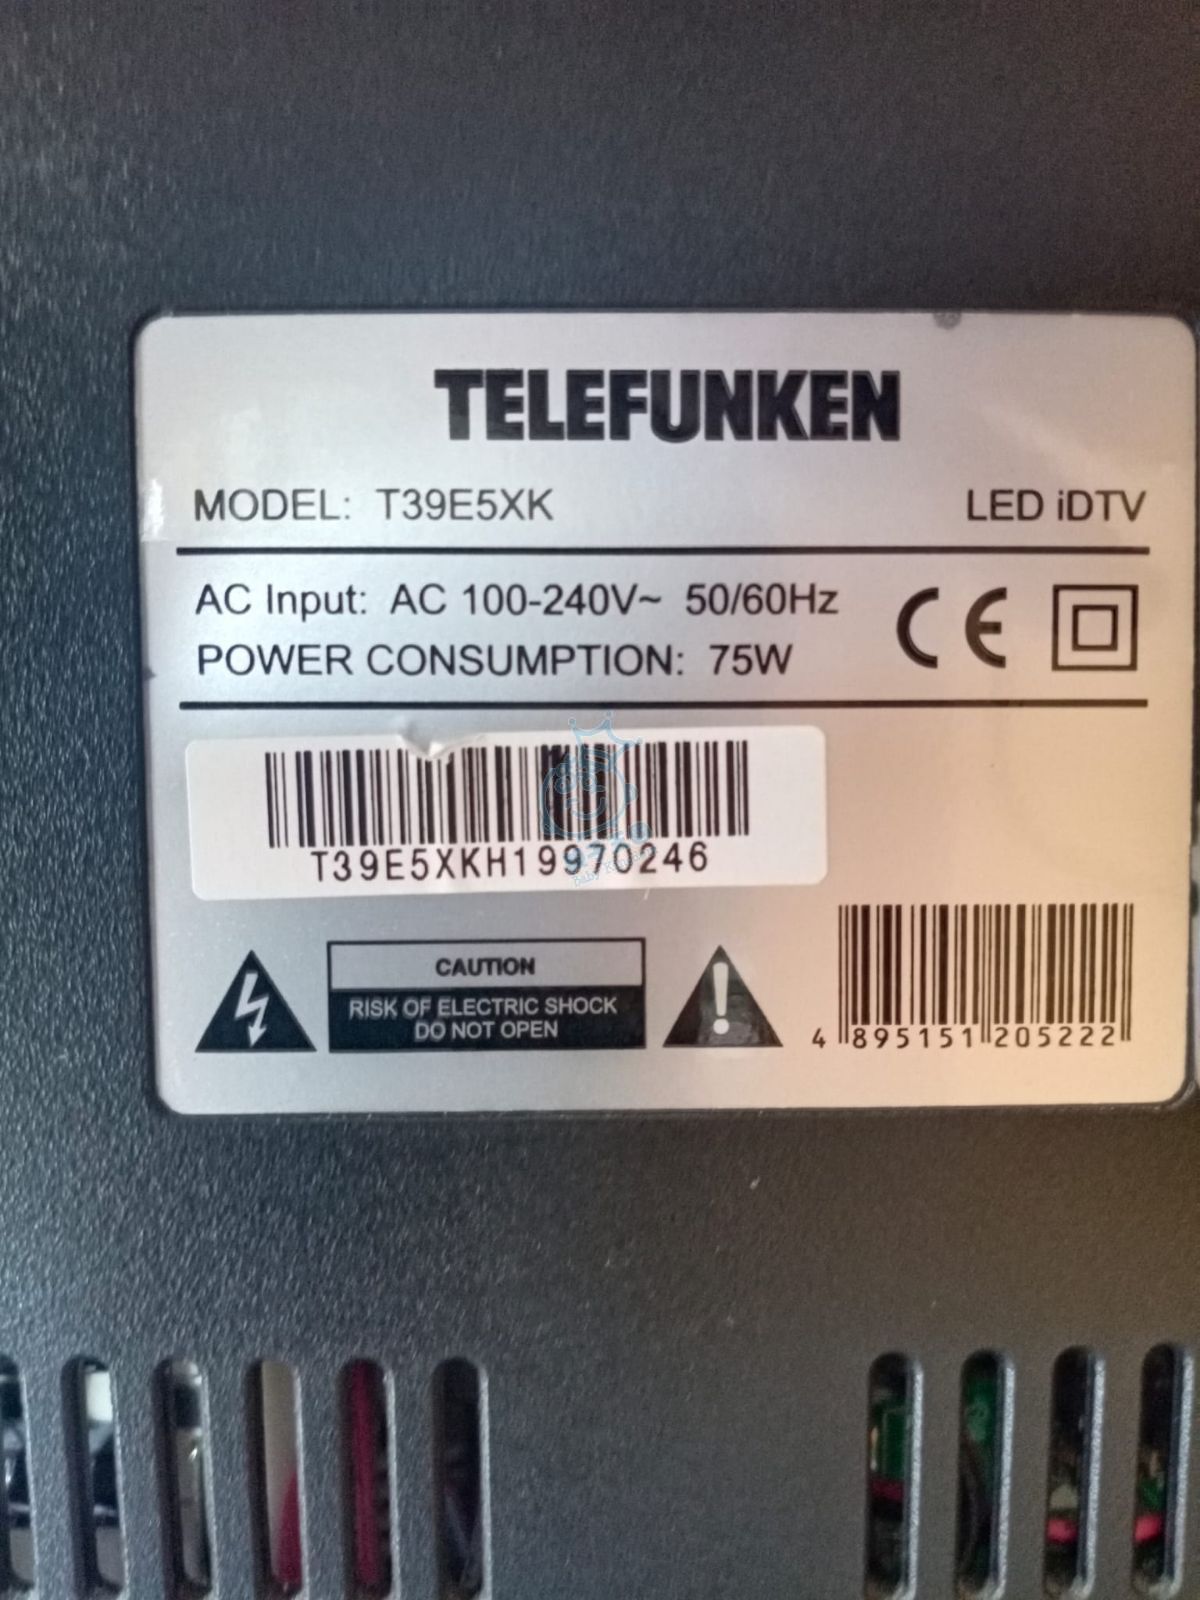 TELEFUNKEN
MODEL: T39E5XK LED iDTV
AC Input: AC 100-240V~ 50/60Hz CE
POWER CONSUMPTION: 75W
T39E5XKH19970246
CAUTION
RISK OF ELECTRIC SHOCK
DO NOT OPEN
4 895151 205222